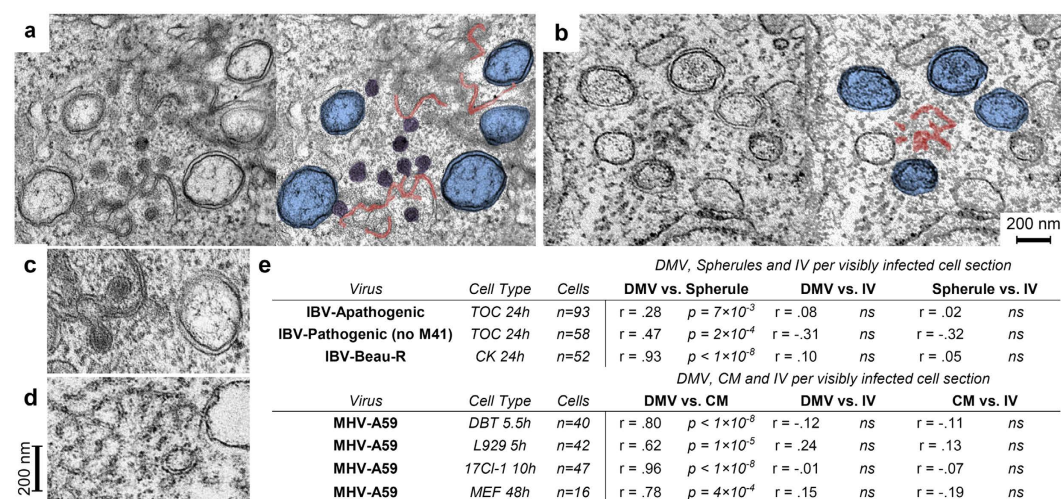 a
b
200 nm
c
d
200 nm
e
DMV, Spherules and IV per visibly infected cell section
Virus Cell Type Cells DMV vs. Spherule DMV vs. IV Spherule vs. IV
IBV-Apathogenic TOC 24h n=93 r = .28 p = 7×10⁻³ r = .08 ns r = .02 ns
IBV-Pathogenic (no M41) TOC 24h n=58 r = .47 p = 2×10⁻⁴ r = -.31 ns r = -.32 ns
IBV-Beau-R CK 24h n=52 r = .93 p < 1×10⁻⁸ r = .10 ns r = .05 ns
DMV, CM and IV per visibly infected cell section
Virus Cell Type Cells DMV vs. CM DMV vs. IV CM vs. IV
MHV-A59 DBT 5.5h n=40 r = .80 p < 1×10⁻⁸ r = -.12 ns r = -.11 ns
MHV-A59 L929 5h n=42 r = .62 p = 1×10⁻⁵ r = .24 ns r = .13 ns
MHV-A59 17Cl-1 10h n=47 r = .96 p < 1×10⁻⁸ r = -.01 ns r = -.07 ns
MHV-A59 MEF 48h n=16 r = .78 p = 4×10⁻⁴ r = .15 ns r = -.19 ns